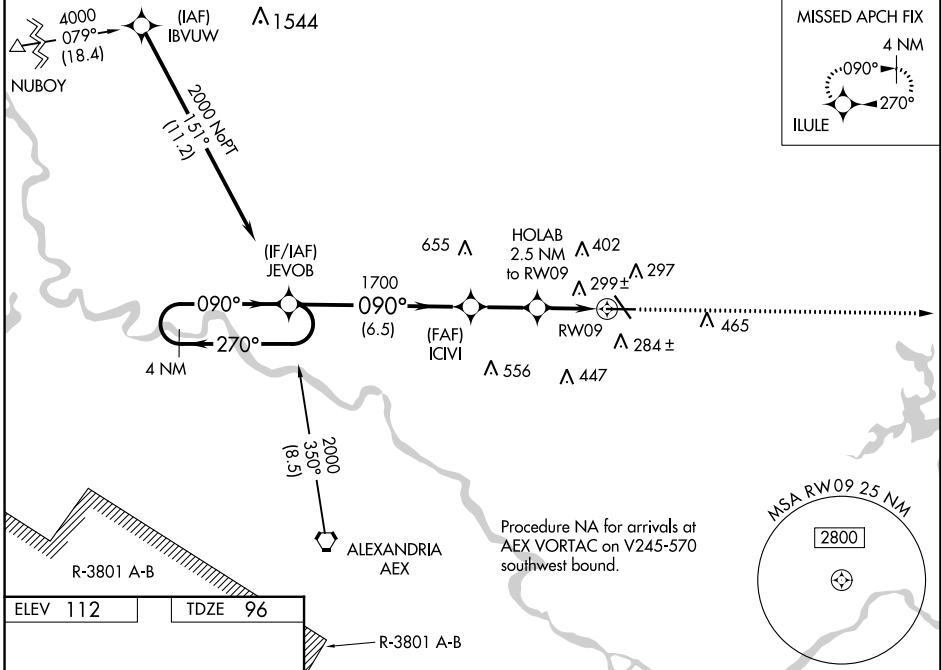 4000
079°
(18.4)
NUBOY
(IAF)
IBVUW
1544
2000 NoPT
151°
(11.2)
MISSED APCH FIX
4 NM
090°
270°
ILULE
(IF/IAF)
JEVOB
090°
270°
4 NM
1700
090°
(6.5)
655
(FAF)
ICIVI
HOLAB
2.5 NM
to RW09
402
299±
297
RW09
284±
465
556
447
2000
350°
(8.5)
ALEXANDRIA
AEX
Procedure NA for arrivals at
AEX VORTAC on V245-570
southwest bound.
MSA RW09 25 NM
2800
R-3801 A-B
ELEV 112
TDZE 96
R-3801 A-B